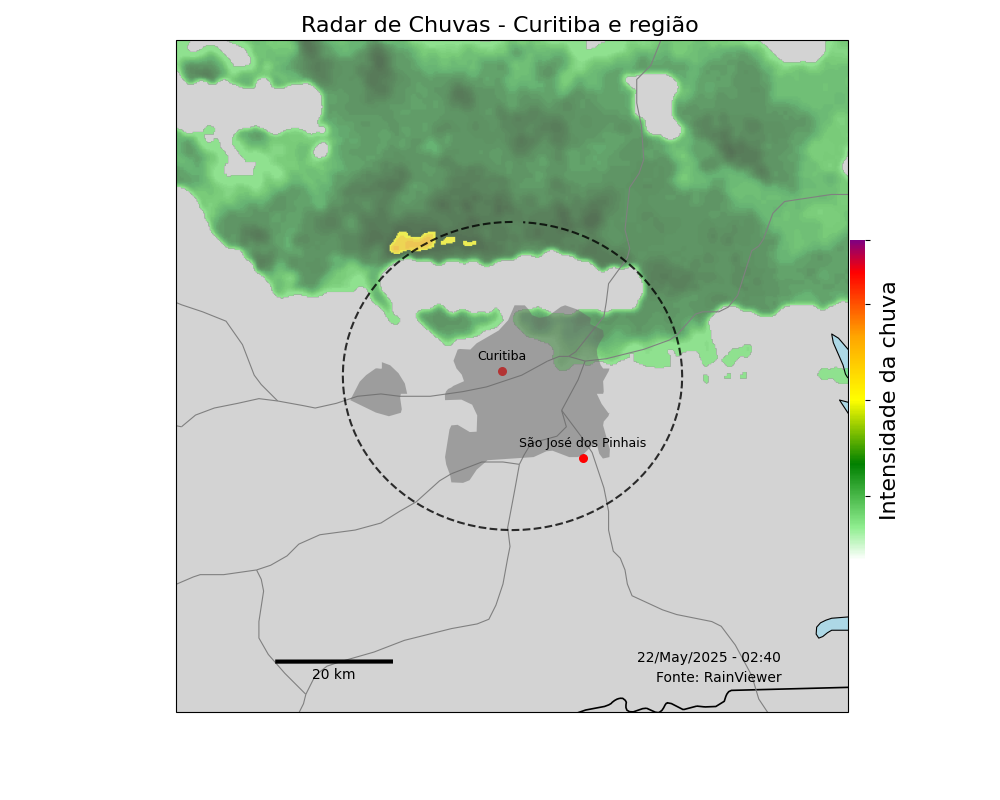 Radar de Chuvas - Curitiba e região
Curitiba
São José dos Pinhais
Intensidade da chuva
22/May/2025 - 02:40
20 km
Fonte: RainViewer